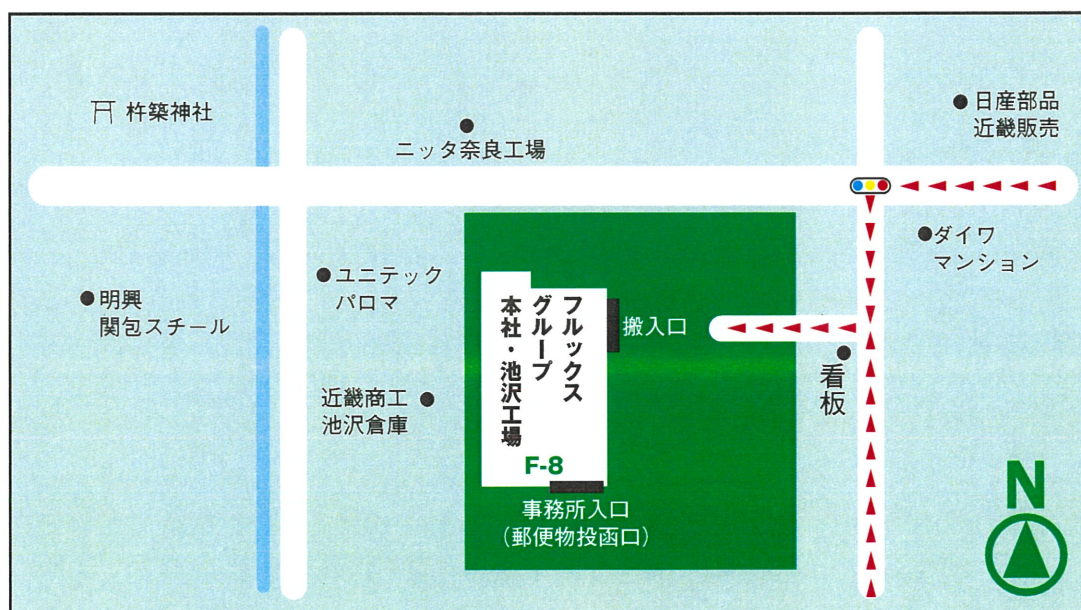 杵築神社
ニッタ奈良工場
日産部品
近畿販売
ダイワ
マンション
明興
関包スチール
ユニテック
パロマ
近畿商工
池沢倉庫
フルックス
グループ
本社・池沢工場
F-8
搬入口
看板
事務所入口
（郵便物投函口）
N